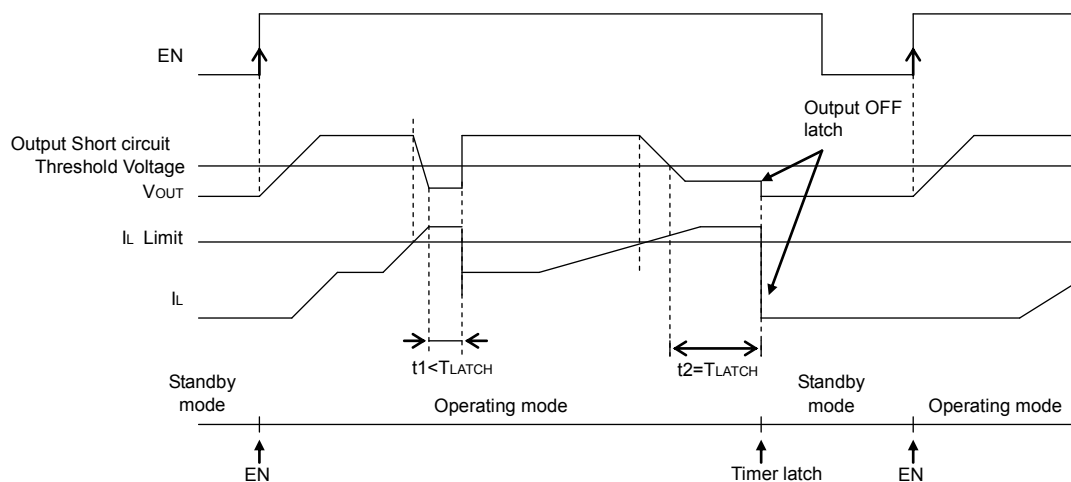 EN
Output OFF
latch
Output Short circuit
Threshold Voltage
VOUT
IL Limit
IL
t1<TLATCH
t2=TLATCH
Standby
mode
Operating mode
Standby
mode
Operating mode
EN
Timer latch
EN